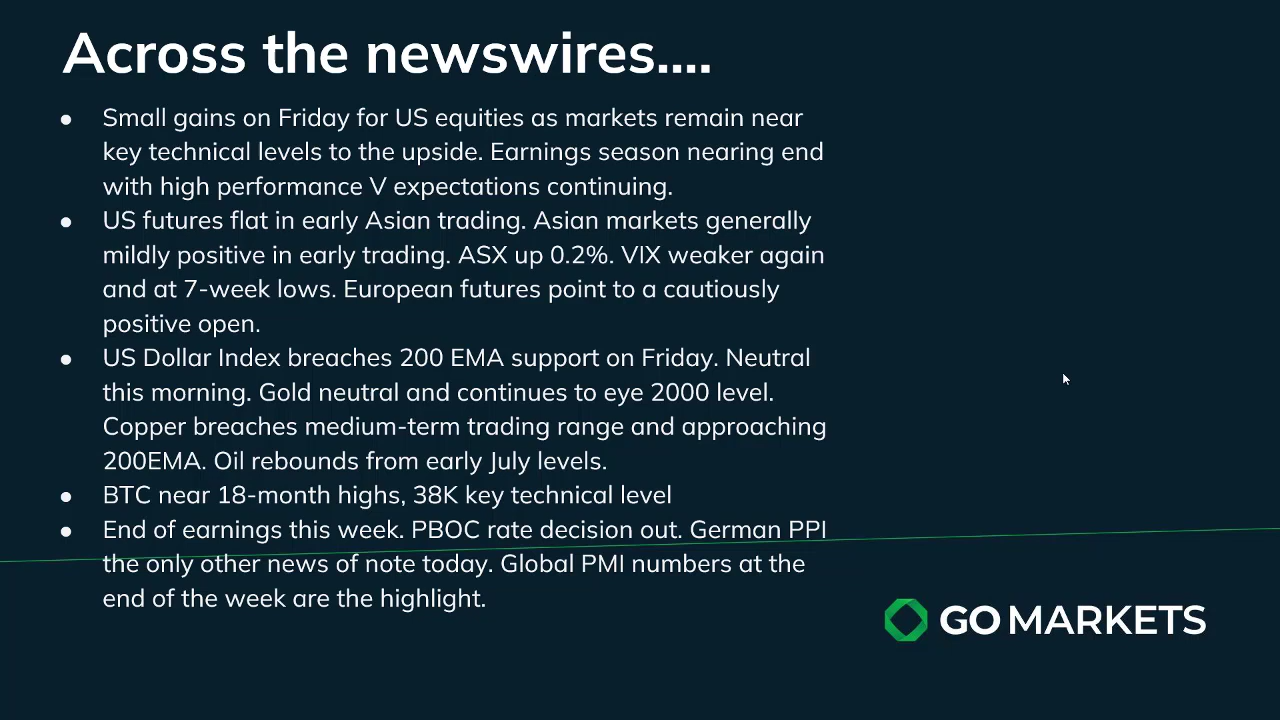 Across the newswires....
● Small gains on Friday for US equities as markets remain near
key technical levels to the upside. Earnings season nearing end
with high performance V expectations continuing.
● US futures flat in early Asian trading. Asian markets generally
mildly positive in early trading. ASX up 0.2%. VIX weaker again
and at 7-week lows. European futures point to a cautiously
positive open.
● US Dollar Index breaches 200 EMA support on Friday. Neutral
this morning. Gold neutral and continues to eye 2000 level.
Copper breaches medium-term trading range and approaching
200EMA. Oil rebounds from early July levels.
● BTC near 18-month highs, 38K key technical level
● End of earnings this week. PBOC rate decision out. German PPI
the only other news of note today. Global PMI numbers at the
end of the week are the highlight.
GO MARKETS